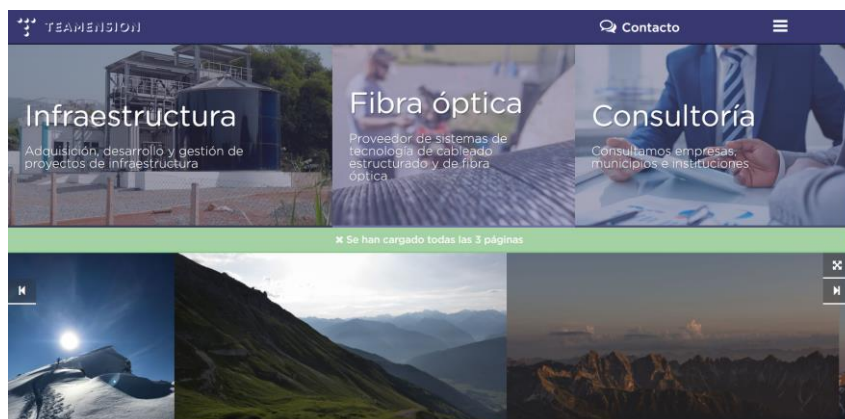 TEAMENSION
Contacto
Infraestructura
Adquisición, desarrollo y gestión de
proyectos de infraestructura
Fibra óptica
Proveedor de sistemas de
tecnología de cableado
estructurado y de fibra
óptica
Consultoría
Consultamos empresas,
municipios e instituciones
Se han cargado todas las 3 páginas